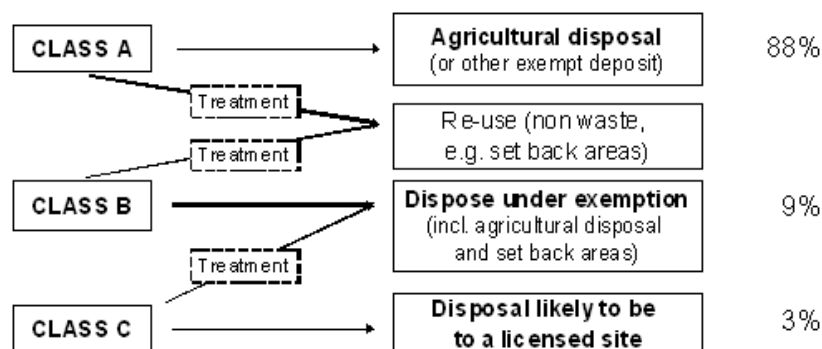 CLASS A
Agricultural disposal
(or other exempt deposit)
88%
Treatment
Re-use (non waste,
e.g. set back areas)
Treatment
CLASS B
Dispose under exemption
(incl. agricultural disposal
and set back areas)
9%
Treatment
CLASS C
Disposal likely to be
to a licensed site
3%